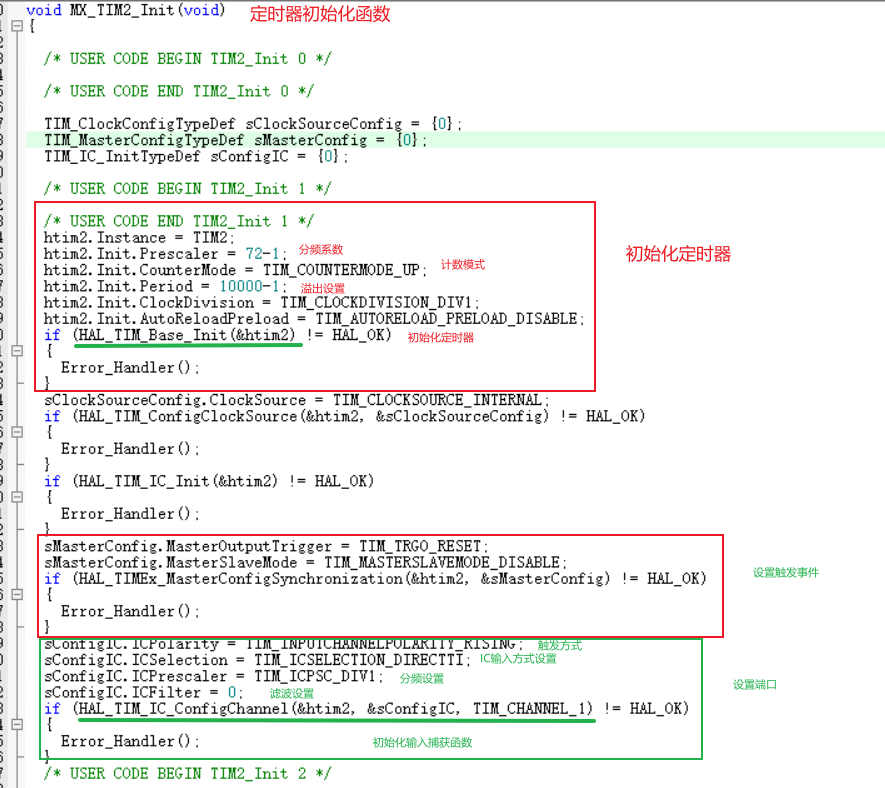 void MX_TIM2_Init(void) 定时器初始化函数
{
/* USER CODE BEGIN TIM2_Init 0 */
/* USER CODE END TIM2_Init 0 */
TIM_ClockConfigTypeDef sClockSourceConfig = {0};
TIM_MasterConfigTypeDef sMasterConfig = {0};
TIM_IC_InitTypeDef sConfigIC = {0};
/* USER CODE BEGIN TIM2_Init 1 */
/* USER CODE END TIM2_Init 1 */
htim2.Instance = TIM2;
htim2.Init.Prescaler = 72-1; 分频系数
初始化定时器
htim2.Init.CounterMode = TIM_COUNTERMODE_UP; 计数模式
htim2.Init.Period = 10000-1; 溢出设置
htim2.Init.ClockDivision = TIM_CLOCKDIVISION_DIV1;
htim2.Init.AutoReloadPreload = TIM_AUTORELOAD_PRELOAD_DISABLE;
if (HAL_TIM_Base_Init(&htim2) != HAL_OK) 初始化定时器
{
Error_Handler();
}
sClockSourceConfig.ClockSource = TIM_CLOCKSOURCE_INTERNAL;
if (HAL_TIM_ConfigClockSource(&htim2, &sClockSourceConfig) != HAL_OK)
{
Error_Handler();
}
if (HAL_TIM_IC_Init(&htim2) != HAL_OK)
{
Error_Handler();
}
sMasterConfig.MasterOutputTrigger = TIM_TRGO_RESET;
sMasterConfig.MasterSlaveMode = TIM_MASTERSLAVEMODE_DISABLE;
if (HAL_TIMEx_MasterConfigSynchronization(&htim2, &sMasterConfig) != HAL_OK) 设置触发事件
{
Error_Handler();
}
sConfigIC.ICPolarity = TIM_INPUTCHANNELPOLARITY_RISING; 触发方式
sConfigIC.ICSelection = TIM_ICSELECTION_DIRECTTI; IC输入方式设置
sConfigIC.ICPrescaler = TIM_ICPSC_DIV1; 分频设置
设置端口
sConfigIC.ICFilter = 0; 滤波设置
if (HAL_TIM_IC_ConfigChannel(&htim2, &sConfigIC, TIM_CHANNEL_1) != HAL_OK)
{
Error_Handler(); 初始化输入捕获函数
}
/* USER CODE BEGIN TIM2_Init 2 */